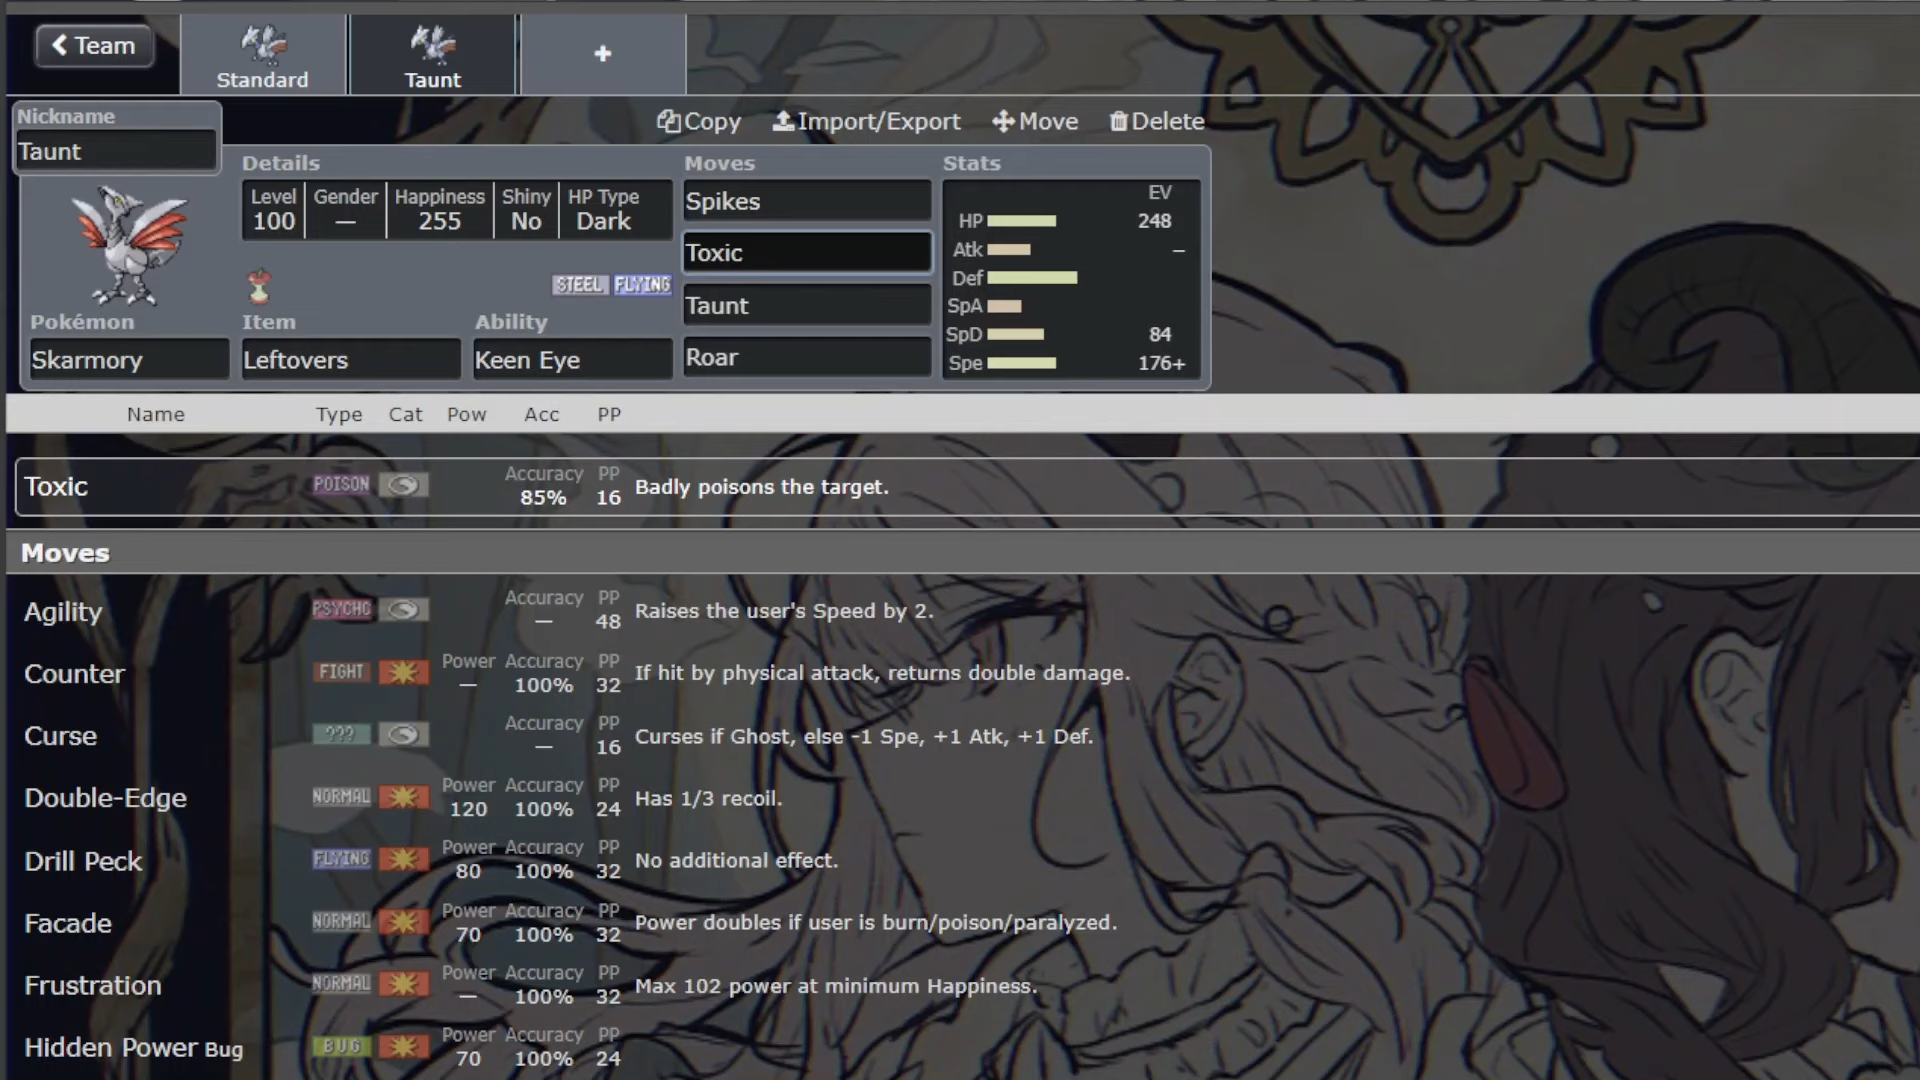 Team
Standard
Taunt
+
Nickname
Taunt
Copy
Import/Export
Move
Delete
Details
Moves
Stats
Level Gender Happiness Shiny HP Type
100 — 255 No Dark
Spikes
Toxic
Taunt
Roar
EV
HP 248
Atk –
Def
SpA
SpD 84
Spe 176+
STEEL FLYING
Pokémon Item Ability
Skarmory Leftovers Keen Eye
Name Type Cat Pow Acc PP
Toxic POISON Accuracy 85% PP 16 Badly poisons the target.
Moves
Agility PSYCHC Accuracy — PP 48 Raises the user's Speed by 2.
Counter FIGHT Power — Accuracy 100% PP 32 If hit by physical attack, returns double damage.
Curse ??? Accuracy — PP 16 Curses if Ghost, else -1 Spe, +1 Atk, +1 Def.
Double-Edge NORMAL Power 120 Accuracy 100% PP 24 Has 1/3 recoil.
Drill Peck FLYING Power 80 Accuracy 100% PP 32 No additional effect.
Facade NORMAL Power 70 Accuracy 100% PP 32 Power doubles if user is burn/poison/paralyzed.
Frustration NORMAL Power — Accuracy 100% PP 32 Max 102 power at minimum Happiness.
Hidden Power Bug BUG Power 70 Accuracy 100% PP 24